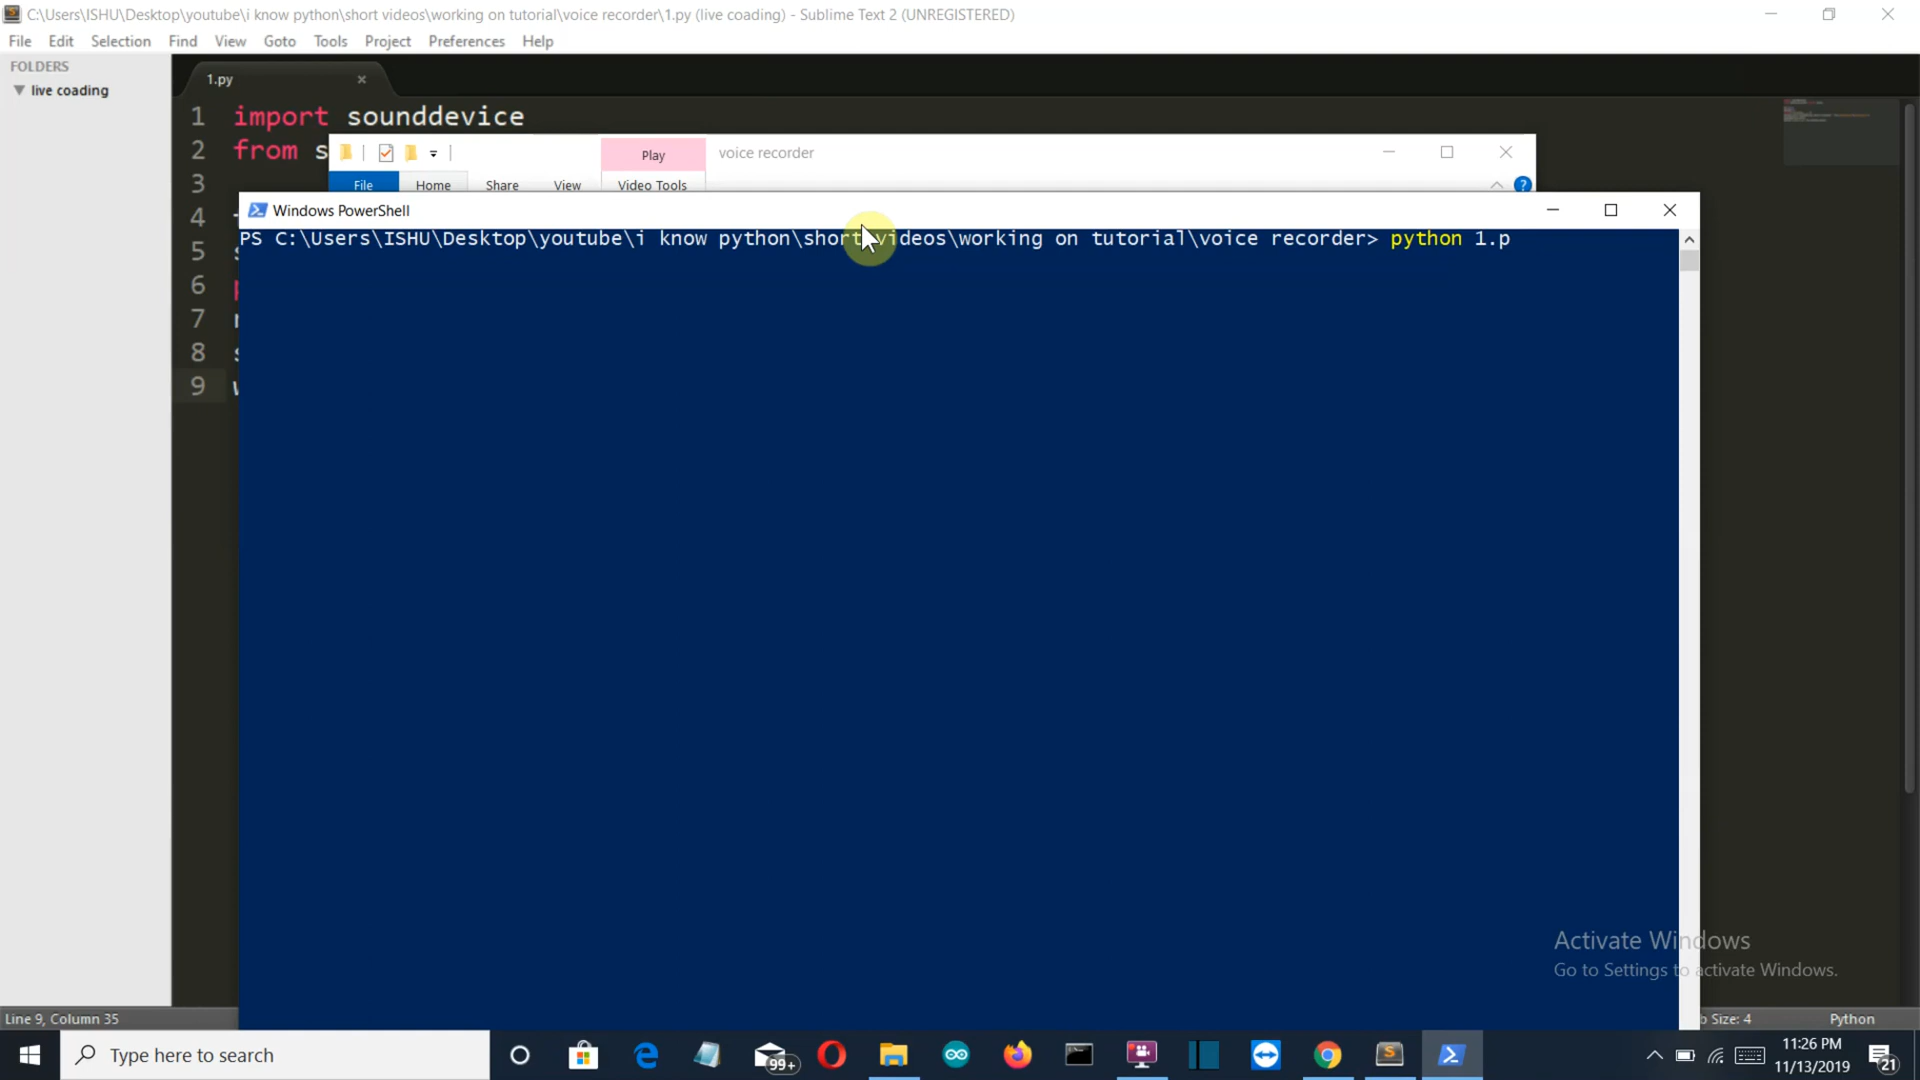 C:\Users\ISHU\Desktop\youtube\i know python\short videos\working on tutorial\voice recorder\1.py (live coading) - Sublime Text 2 (UNREGISTERED)
File Edit Selection Find View Goto Tools Project Preferences Help
FOLDERS
live coading
1.py
1 import sounddevice
2 from s
3
4
5
6
7
8
9
Play voice recorder
File Home Share View Video Tools
Windows PowerShell
PS C:\Users\ISHU\Desktop\youtube\i know python\short videos\working on tutorial\voice recorder> python 1.p
Activate Windows
Go to Settings to activate Windows.
Line 9, Column 35
Size: 4 Python
Type here to search
99+
11:26 PM
11/13/2019
21